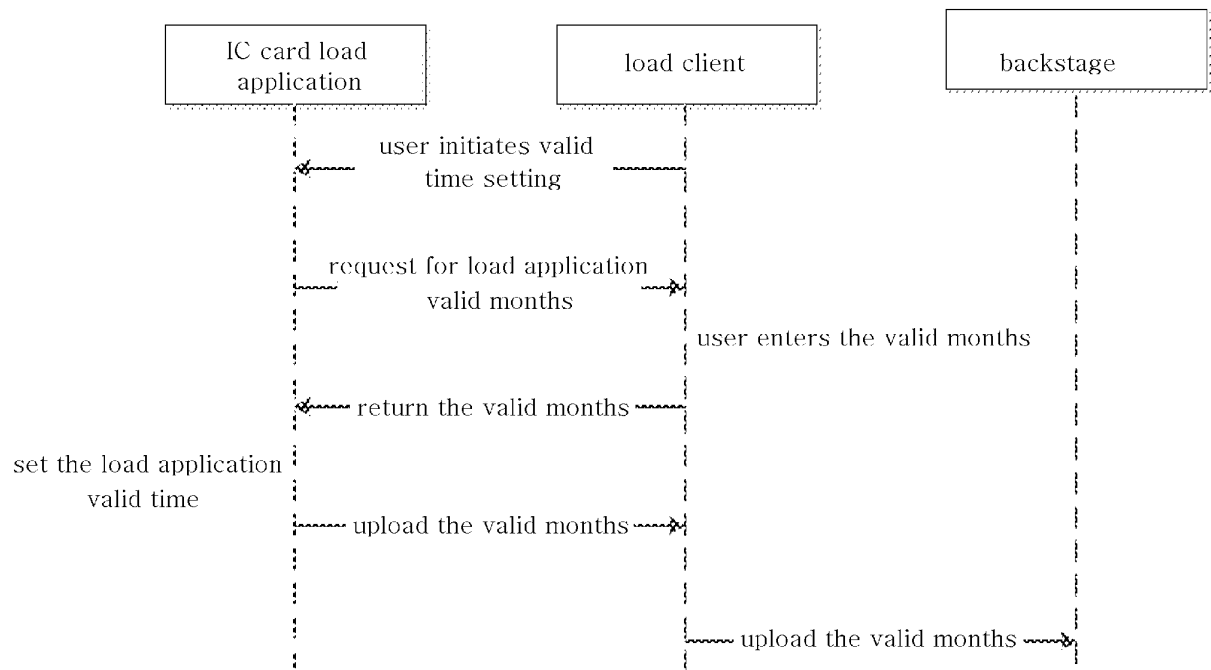 IC card load
application
load client
backstage
user initiates valid
time setting
request for load application
valid months
user enters the valid months
return the valid months
set the load application
valid time
upload the valid months
upload the valid months